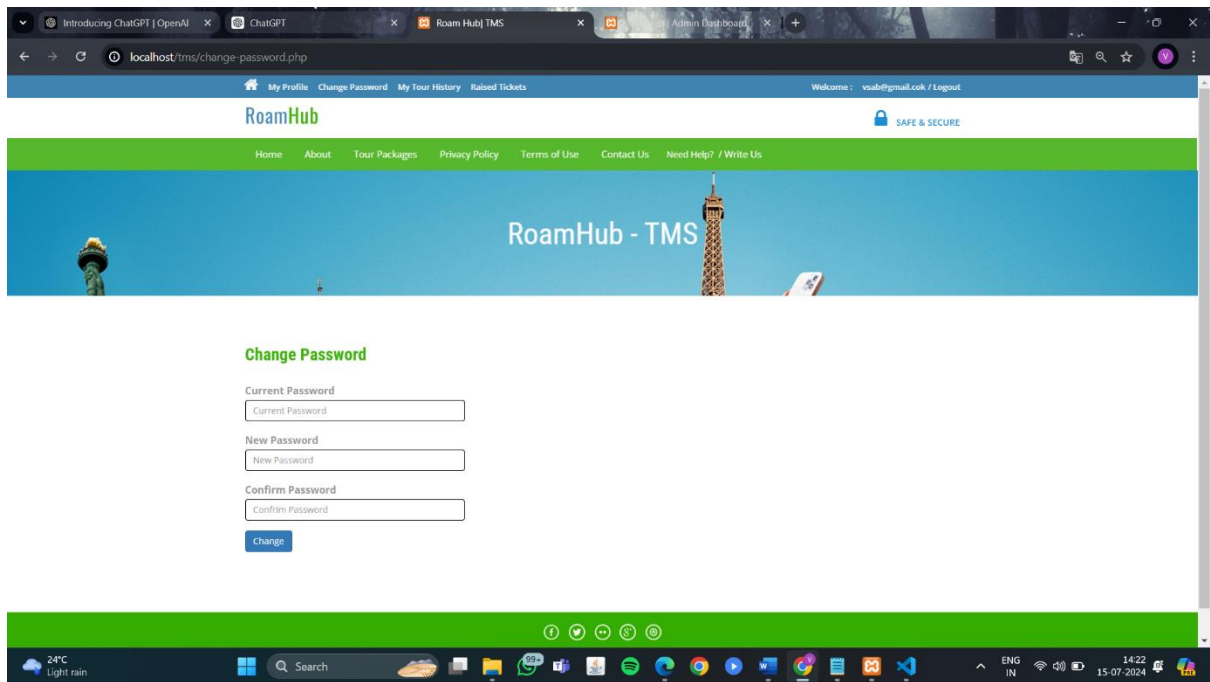 Introducing ChatGPT | OpenAI
ChatGPT
Roam Hub| TMS
| Admin Dashboard
localhost/tms/change-password.php
V
My Profile Change Password My Tour History Raised Tickets
Welcome : vsab@gmail.cok / Logout
RoamHub
SAFE & SECURE
Home About Tour Packages Privacy Policy Terms of Use Contact Us Need Help? / Write Us
RoamHub - TMS
Change Password
Current Password
Current Password
New Password
New Password
Confirm Password
Confrim Password
Change
24°C
Light rain
Search
99+
ENG
IN
14:22
15-07-2024